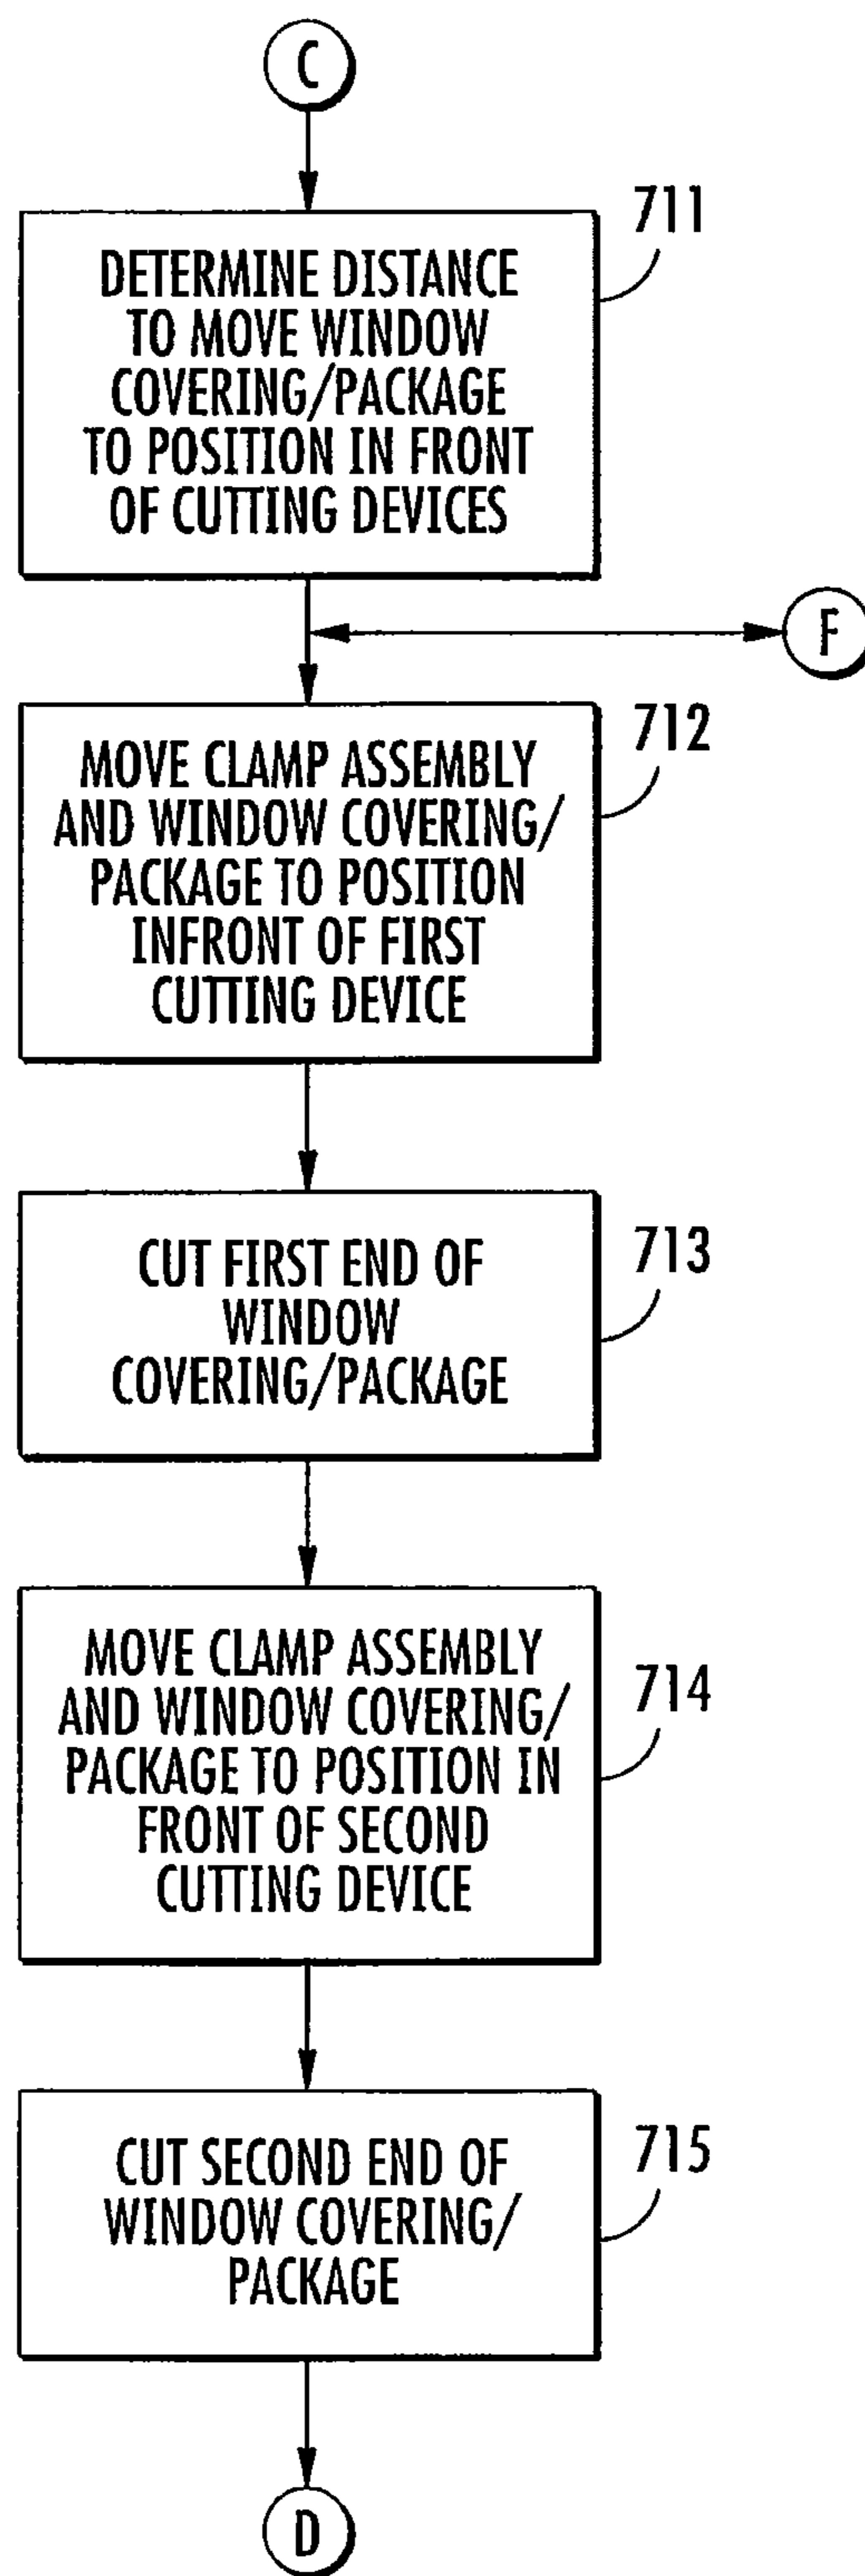 C
711
DETERMINE DISTANCE
TO MOVE WINDOW
COVERING/PACKAGE
TO POSITION IN FRONT
OF CUTTING DEVICES
F
712
MOVE CLAMP ASSEMBLY
AND WINDOW COVERING/
PACKAGE TO POSITION
INFRONT OF FIRST
CUTTING DEVICE
713
CUT FIRST END OF
WINDOW
COVERING/PACKAGE
714
MOVE CLAMP ASSEMBLY
AND WINDOW COVERING/
PACKAGE TO POSITION IN
FRONT OF SECOND
CUTTING DEVICE
715
CUT SECOND END OF
WINDOW COVERING/
PACKAGE
D